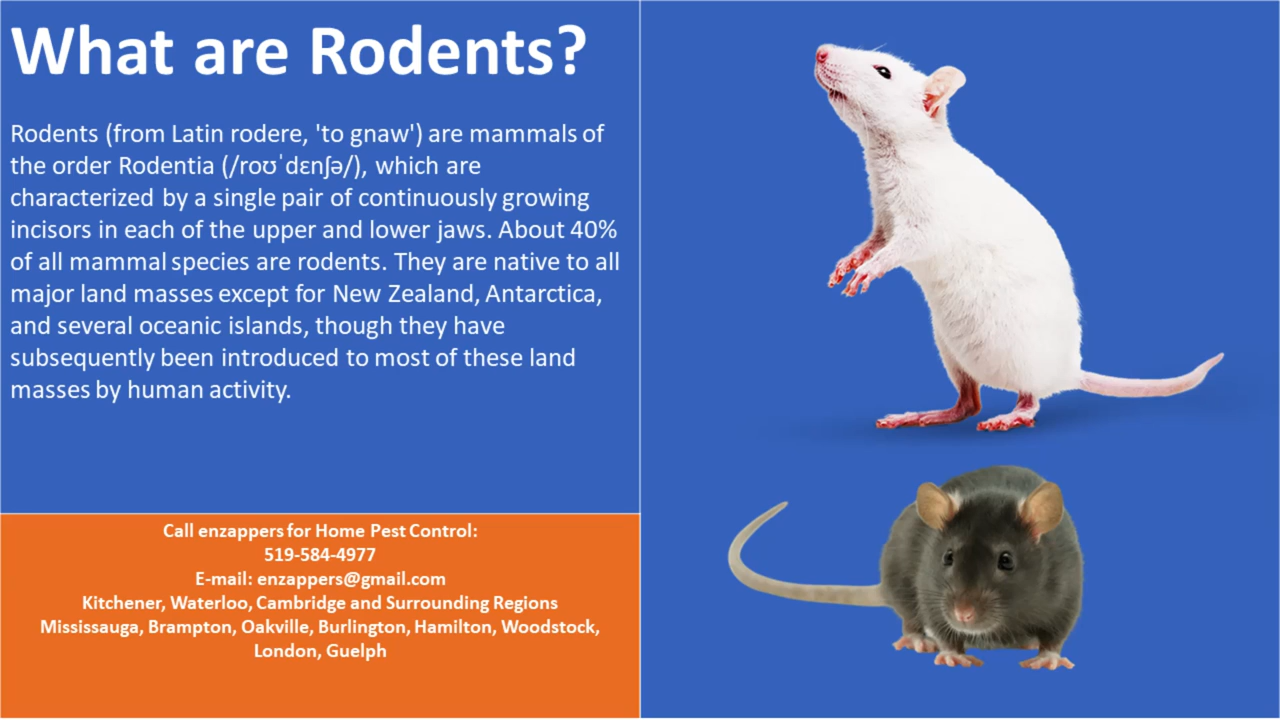 What are Rodents?
Rodents (from Latin rodere, 'to gnaw') are mammals of
the order Rodentia (/roʊˈdɛnʃə/), which are
characterized by a single pair of continuously growing
incisors in each of the upper and lower jaws. About 40%
of all mammal species are rodents. They are native to all
major land masses except for New Zealand, Antarctica,
and several oceanic islands, though they have
subsequently been introduced to most of these land
masses by human activity.
Call enzappers for Home Pest Control:
519-584-4977
E-mail: enzappers@gmail.com
Kitchener, Waterloo, Cambridge and Surrounding Regions
Mississauga, Brampton, Oakville, Burlington, Hamilton, Woodstock,
London, Guelph